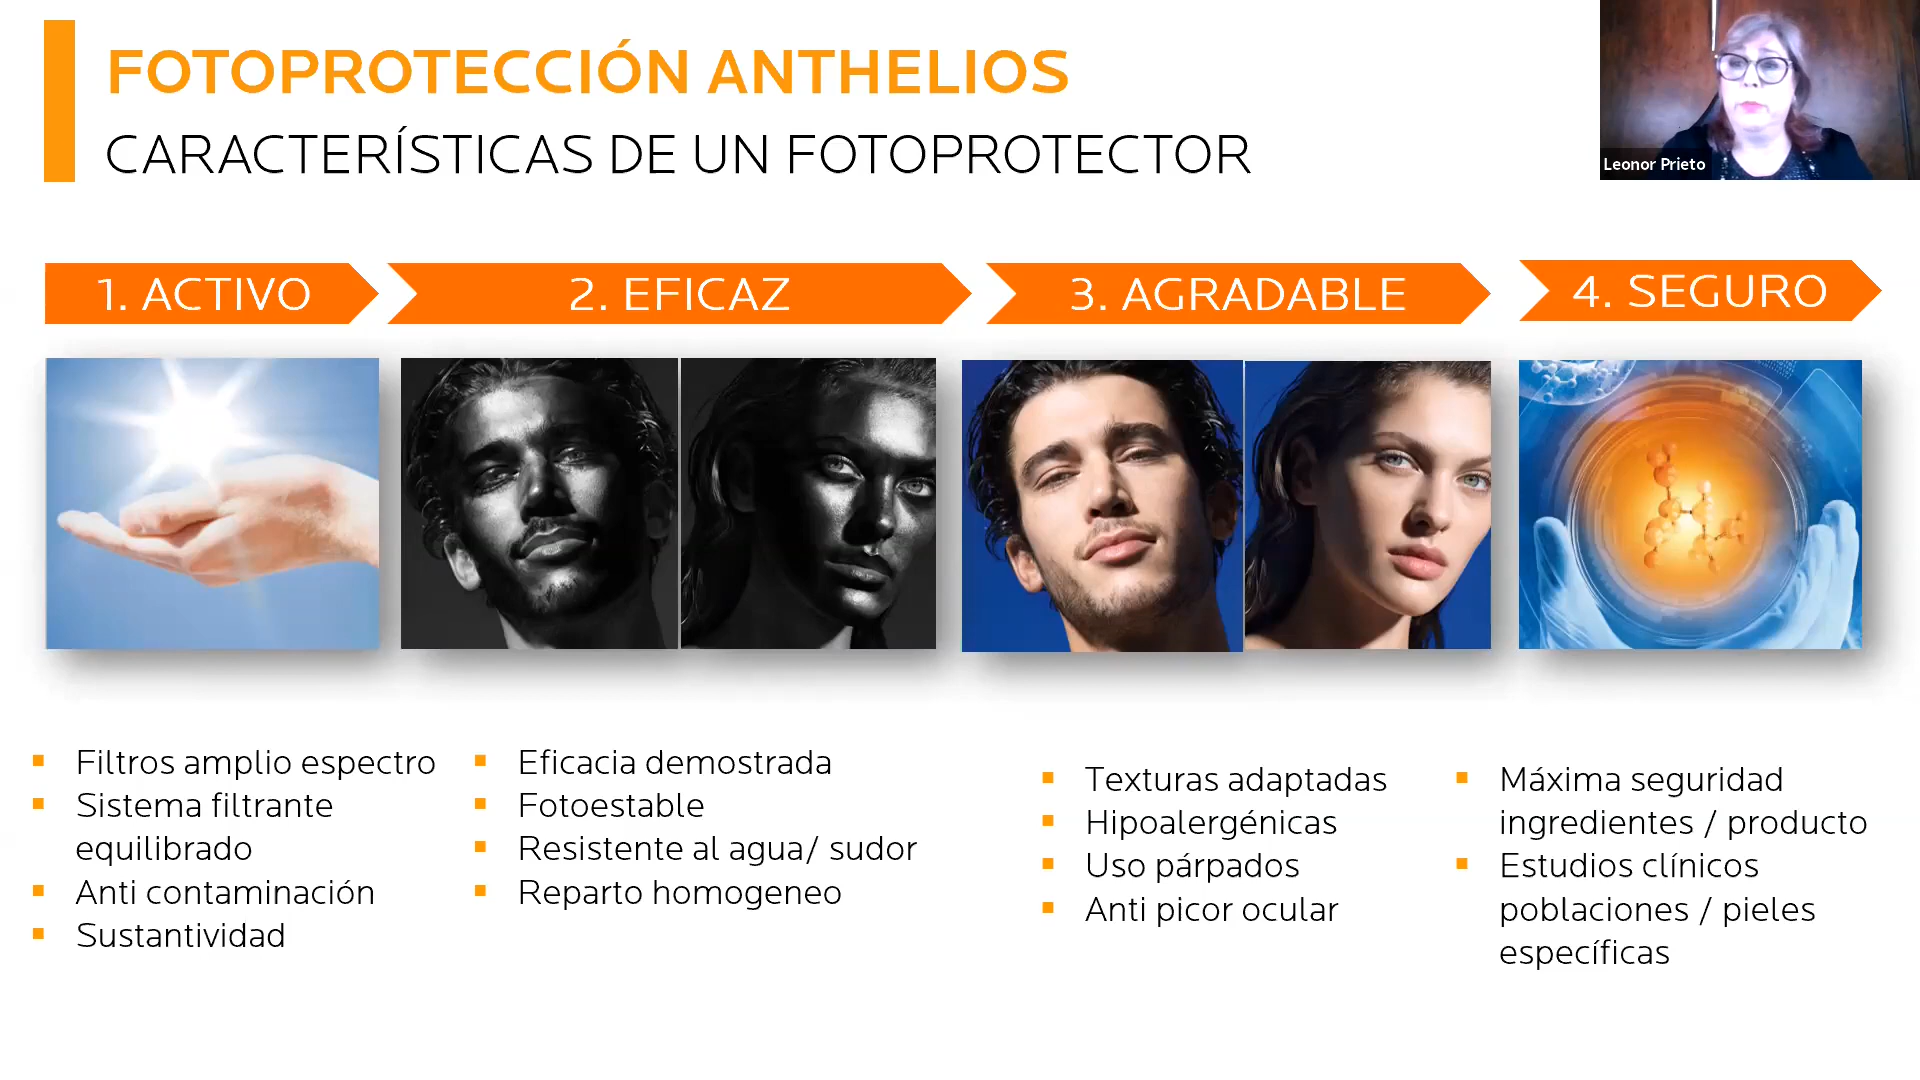 FOTOPROTECCIÓN ANTHELIOS
CARACTERÍSTICAS DE UN FOTOPROTECTOR
Leonor Prieto
1. ACTIVO
2. EFICAZ
3. AGRADABLE
4. SEGURO
Filtros amplio espectro
Sistema filtrante
equilibrado
Anti contaminación
Sustantividad
Eficacia demostrada
Fotoestable
Resistente al agua/ sudor
Reparto homogeneo
Texturas adaptadas
Hipoalergénicas
Uso párpados
Anti picor ocular
Máxima seguridad
ingredientes / producto
Estudios clínicos
poblaciones / pieles
específicas